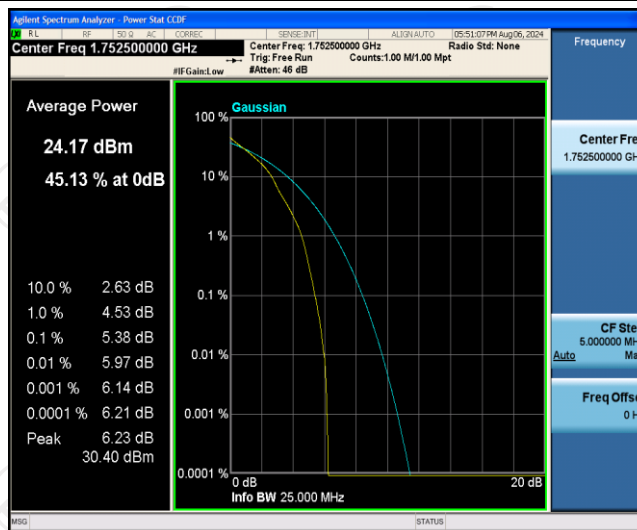 Agilent Spectrum Analyzer - Power Stat CCDF
RL RF 50 Ω AC CORREC SENSE:INT ALIGN AUTO 05:51:07 PM Aug 06, 2024
Center Freq 1.752500000 GHz
Center Freq: 1.752500000 GHz Radio Std: None
Trig: Free Run Counts:1.00 M/1.00 Mpt
#IFGain:Low #Atten: 46 dB
Frequency
Average Power
24.17 dBm
45.13 % at 0dB
10.0 % 2.63 dB
1.0 % 4.53 dB
0.1 % 5.38 dB
0.01 % 5.97 dB
0.001 % 6.14 dB
0.0001 % 6.21 dB
Peak 6.23 dB
30.40 dBm
Gaussian
100 %
10 %
1 %
0.1 %
0.01 %
0.001 %
0.0001 %
0 dB 20 dB
Info BW 25.000 MHz
Center Fre
1.752500000 GH
CF Ste
5.000000 MH
Auto Ma
Freq Offse
0 H
MSG STATUS